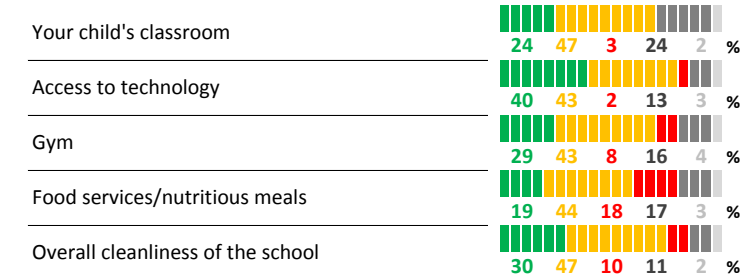 Your child's classroom
24 47 3 24 2 %
Access to technology
40 43 2 13 3 %
Gym
29 43 8 16 4 %
Food services/nutritious meals
19 44 18 17 3 %
Overall cleanliness of the school
30 47 10 11 2 %